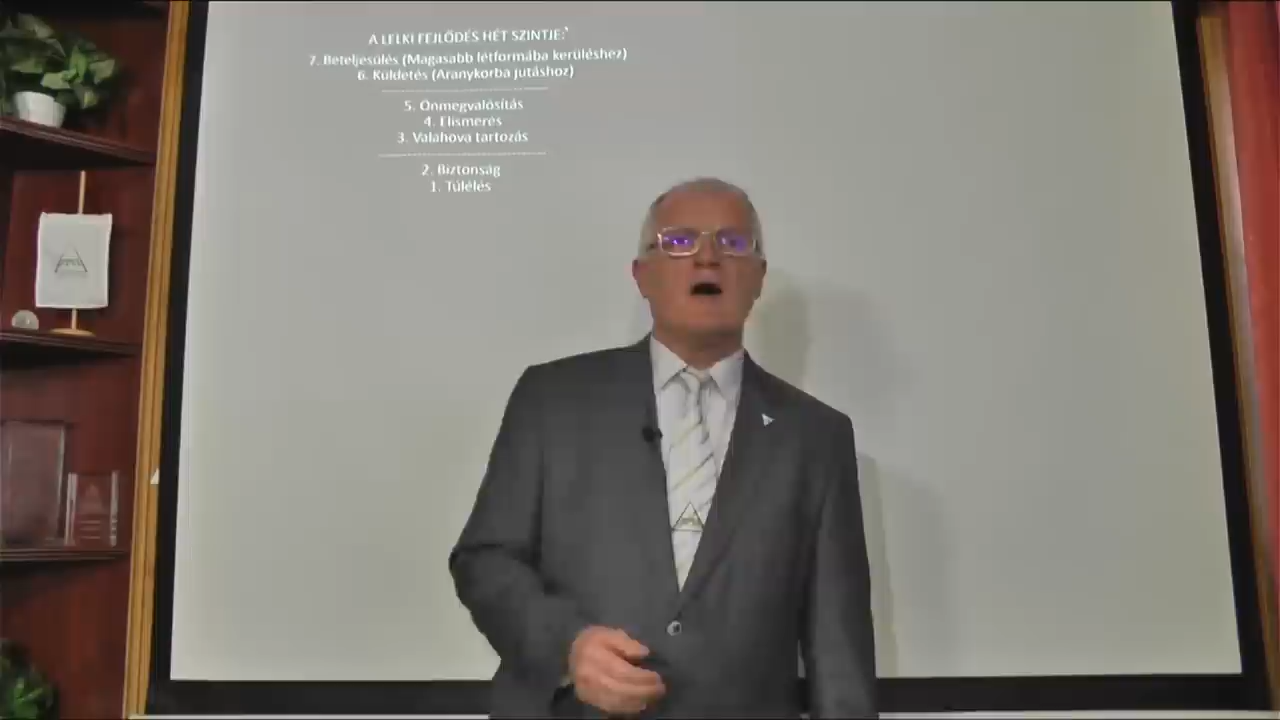 A LELKI FEJLŐDÉS HÉT SZINTJE:
7. Beteljesülés (Magasabb létformába kerüléshez)
6. Küldetés (Aranykorba jutáshoz)
5. Önmegvalósítás
4. Elismerés
3. Valahova tartozás
2. Biztonság
1. Túlélés